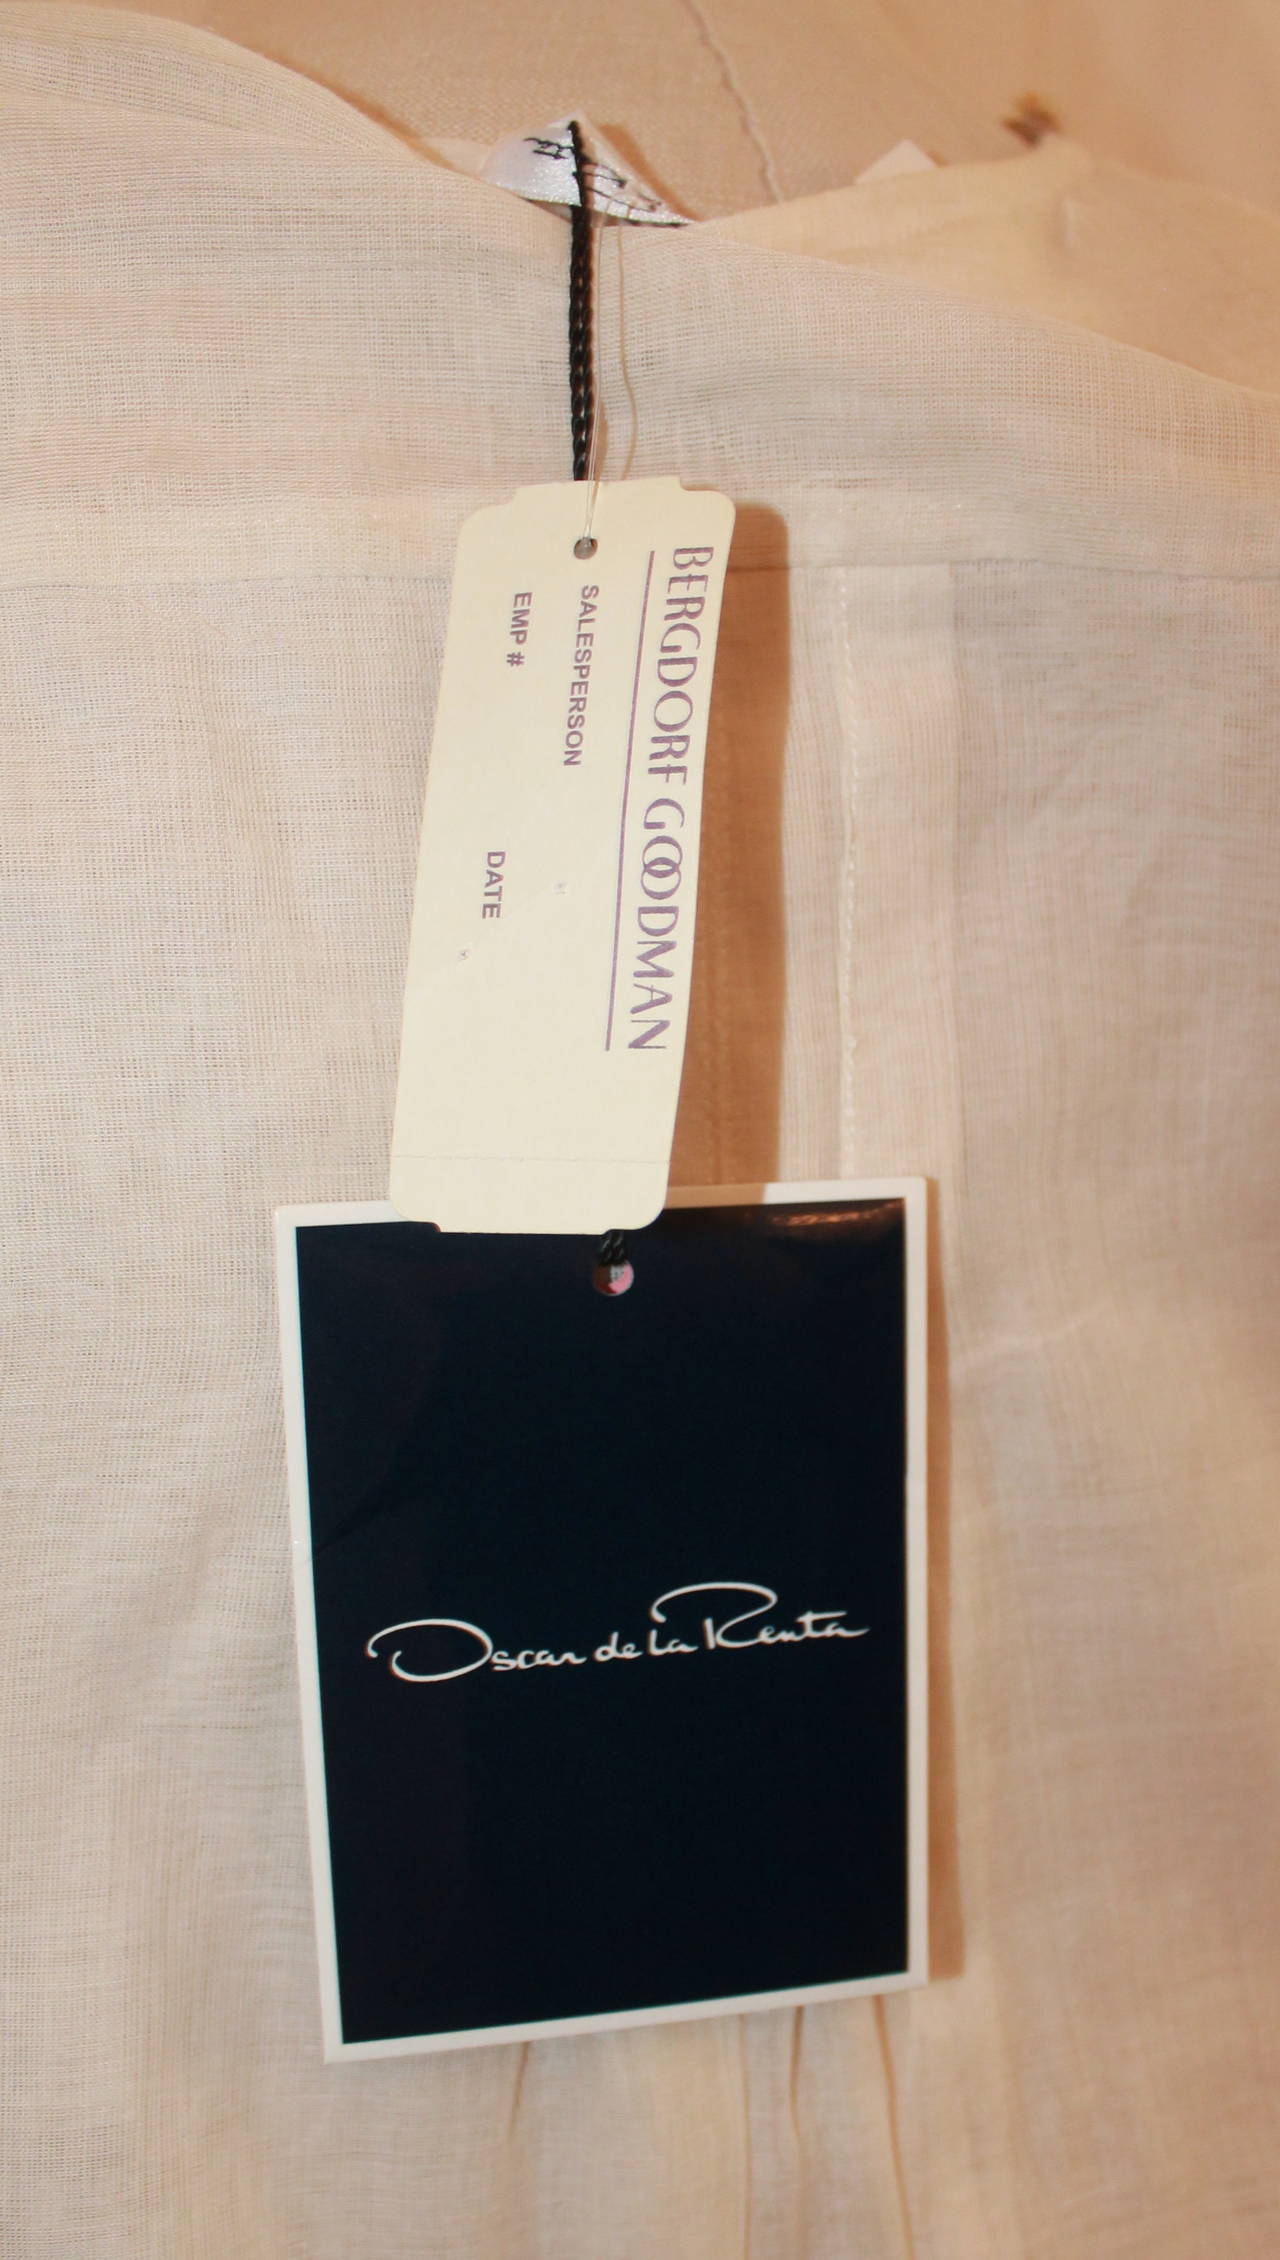 BERGDORF GOODMAN
SALESPERSON
EMP #
DATE
Oscar de la Renta